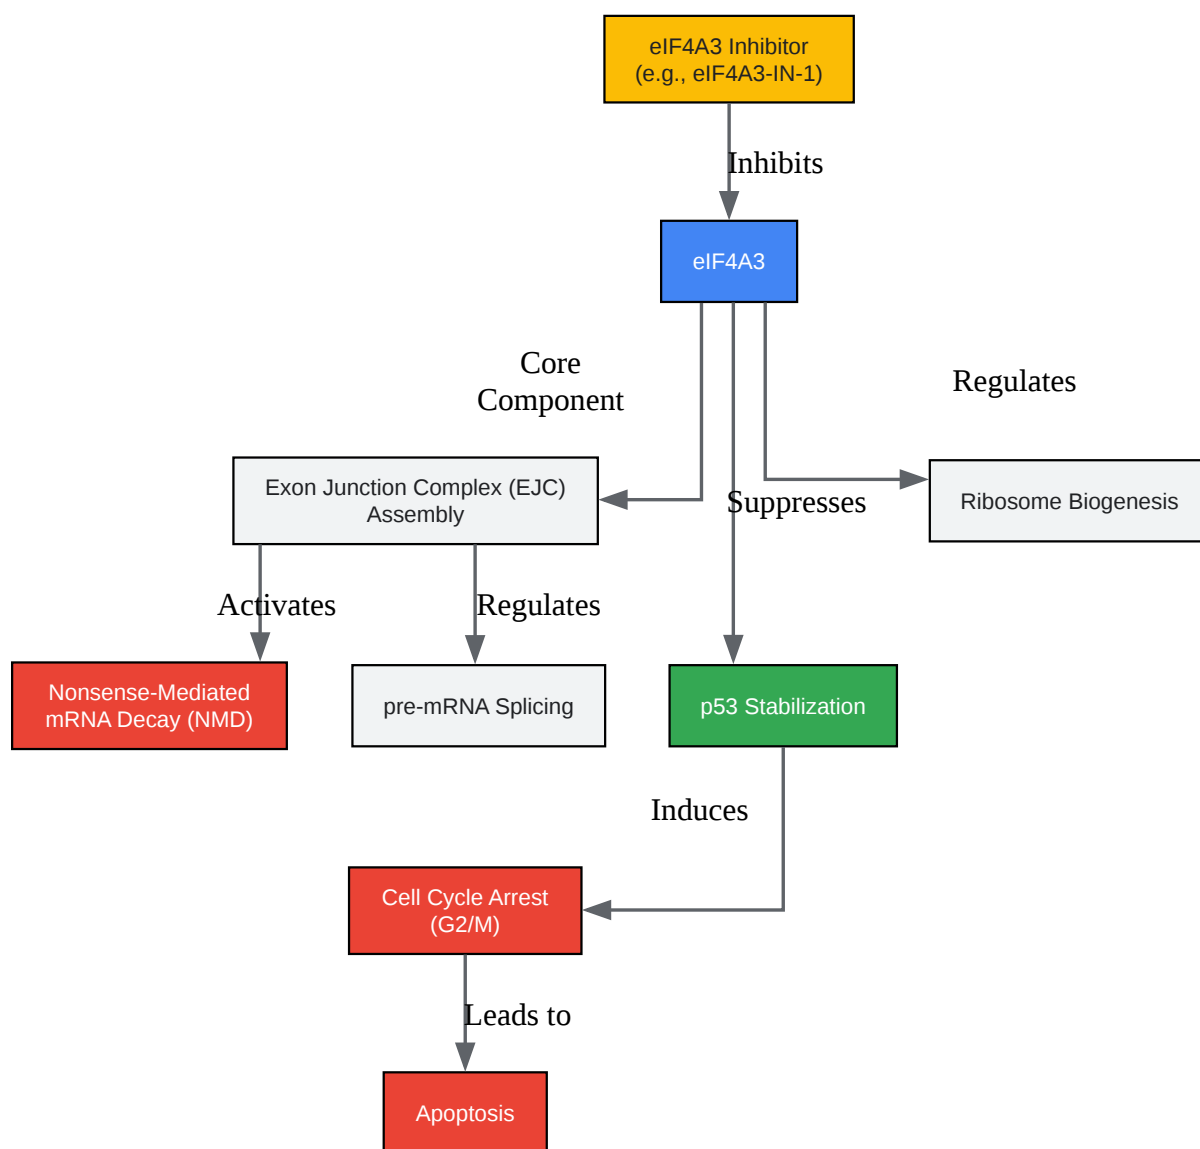 eIF4A3 Inhibitor
(e.g., eIF4A3-IN-1)
Inhibits
eIF4A3
Core
Component
Regulates
Exon Junction Complex (EJC)
Assembly
Suppresses
Ribosome Biogenesis
Activates
Regulates
Nonsense-Mediated
mRNA Decay (NMD)
pre-mRNA Splicing
p53 Stabilization
Induces
Cell Cycle Arrest
(G2/M)
Leads to
Apoptosis